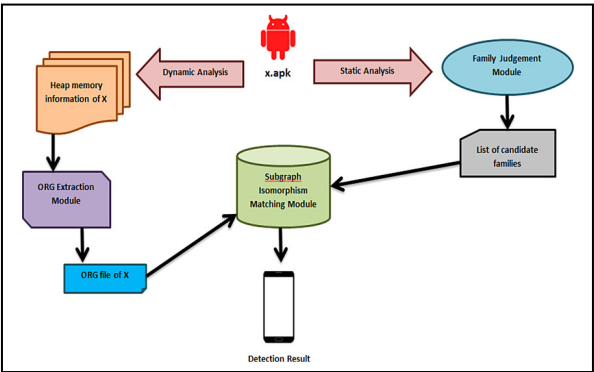 x.apk
Dynamic Analysis
Static Analysis
Heap memory
information of X
Family Judgement
Module
ORG Extraction
Module
List of candidate
families
Subgraph
Isomorphism
Matching Module
ORG file of X
Detection Result